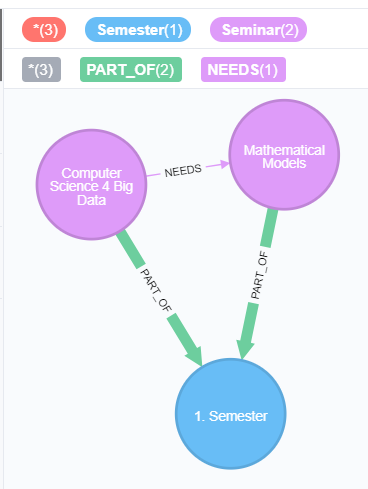 *(3) Semester(1) Seminar(2)
*(3) PART_OF(2) NEEDS(1)
Computer
Science 4 Big
Data
NEEDS
Mathematical
Models
PART_OF
PART_OF
1. Semester